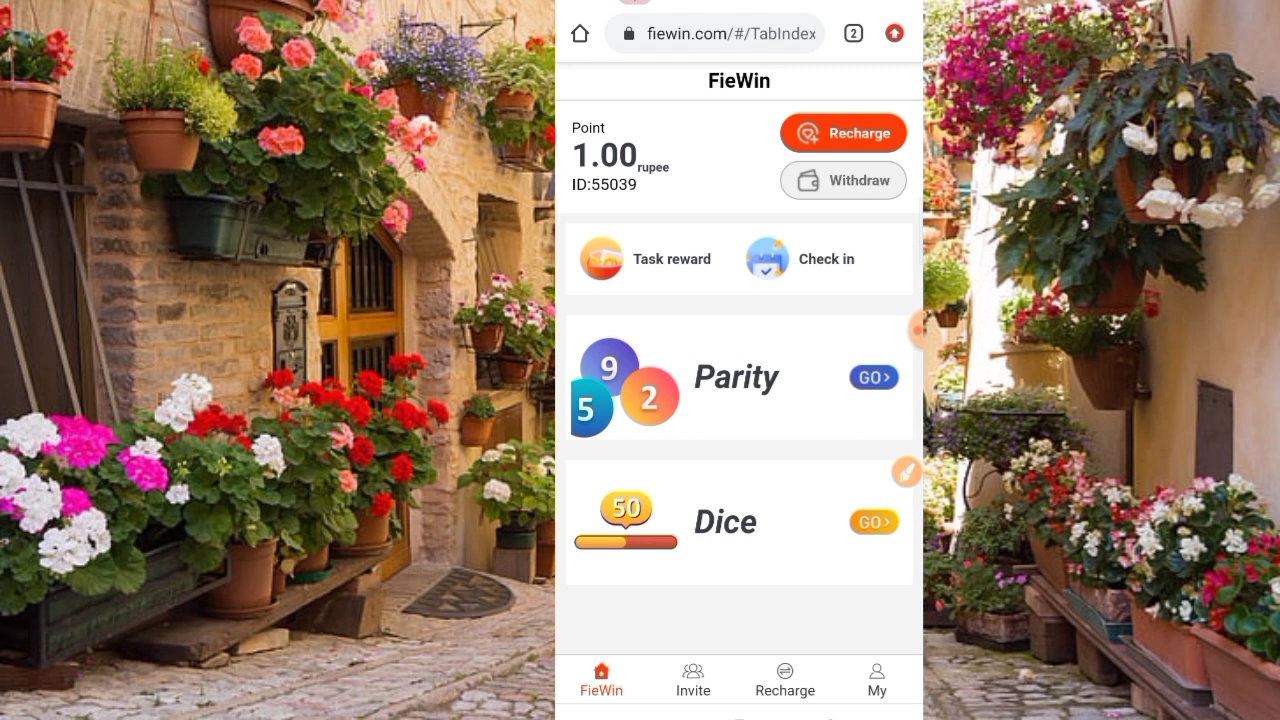 fiewin.com/#/TabIndex
2
FieWin
Point
1.00 rupee
ID:55039
Recharge
Withdraw
Task reward
Check in
9
5
2
Parity
GO>
50
Dice
GO>
FieWin
Invite
Recharge
My